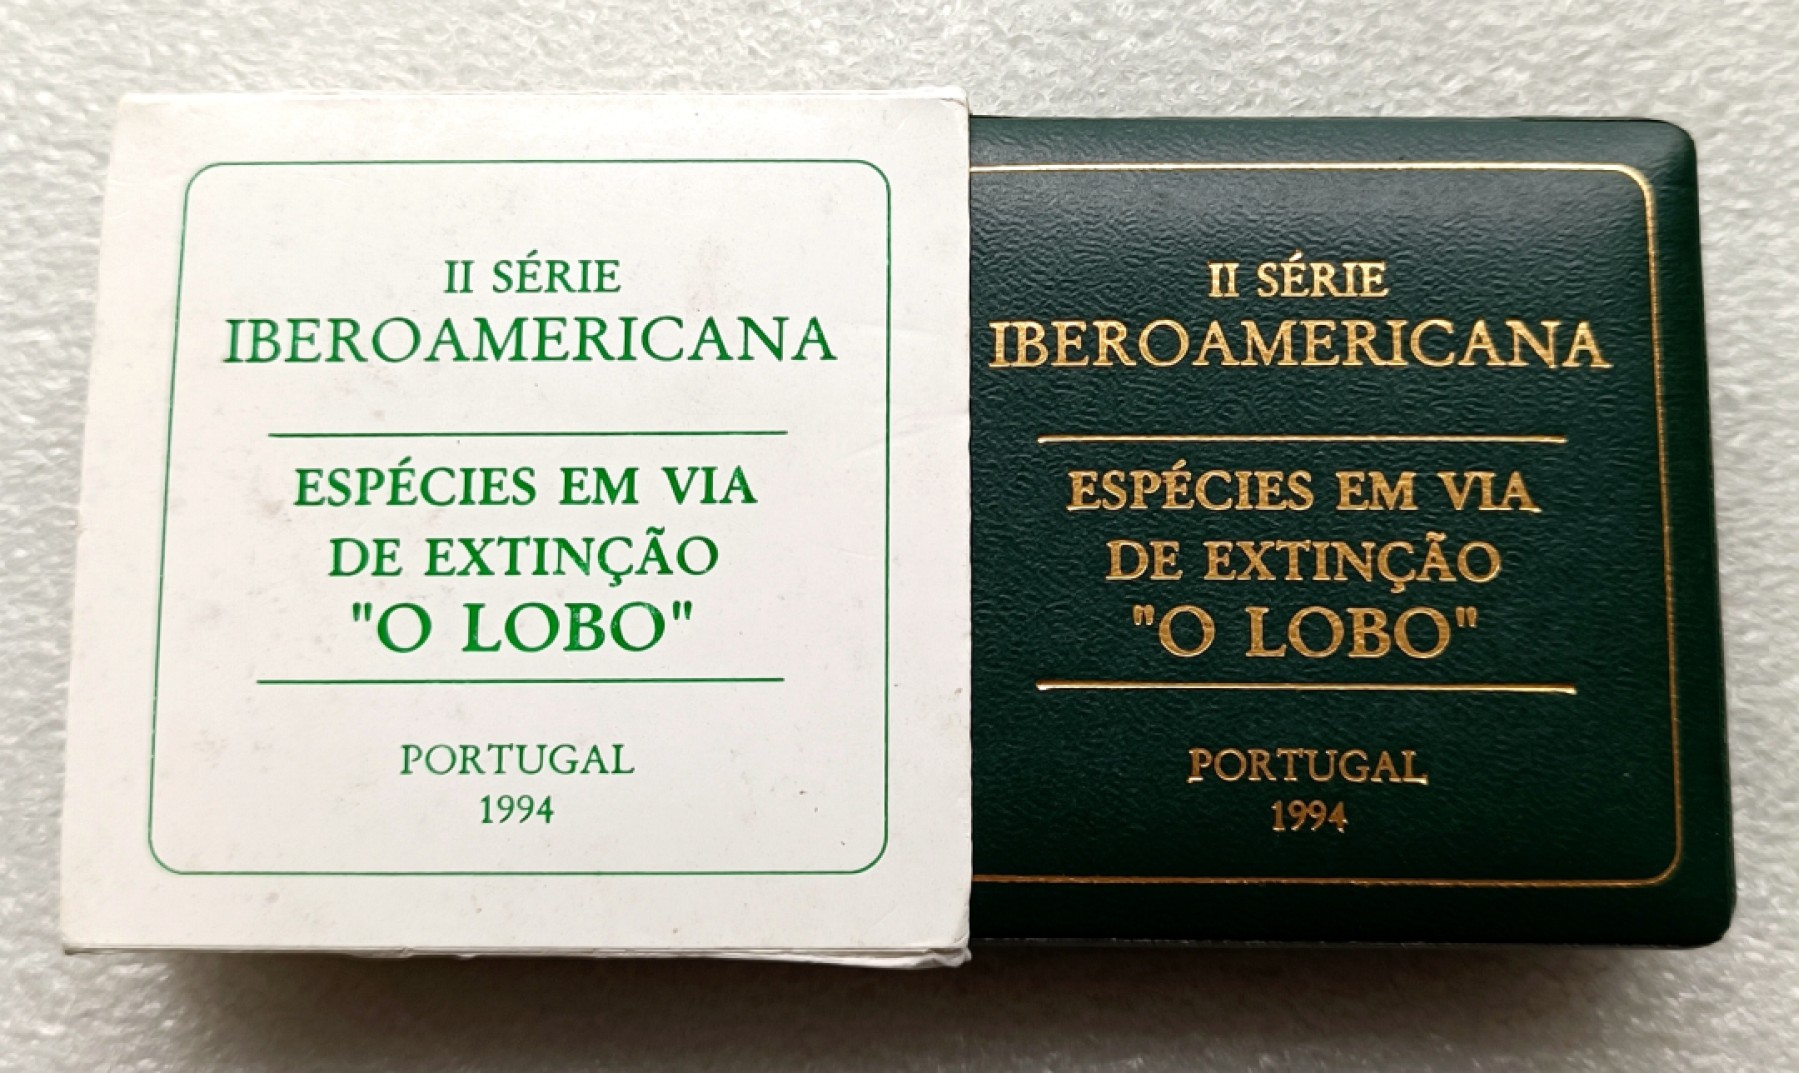 II SÉRIE
IBEROAMERICANA
ESPÉCIES EM VIA
DE EXTINÇÃO
"O LOBO"
PORTUGAL
1994
II SÉRIE
IBEROAMERICANA
ESPÉCIES EM VIA
DE EXTINÇÃO
"O LOBO"
PORTUGAL
1994